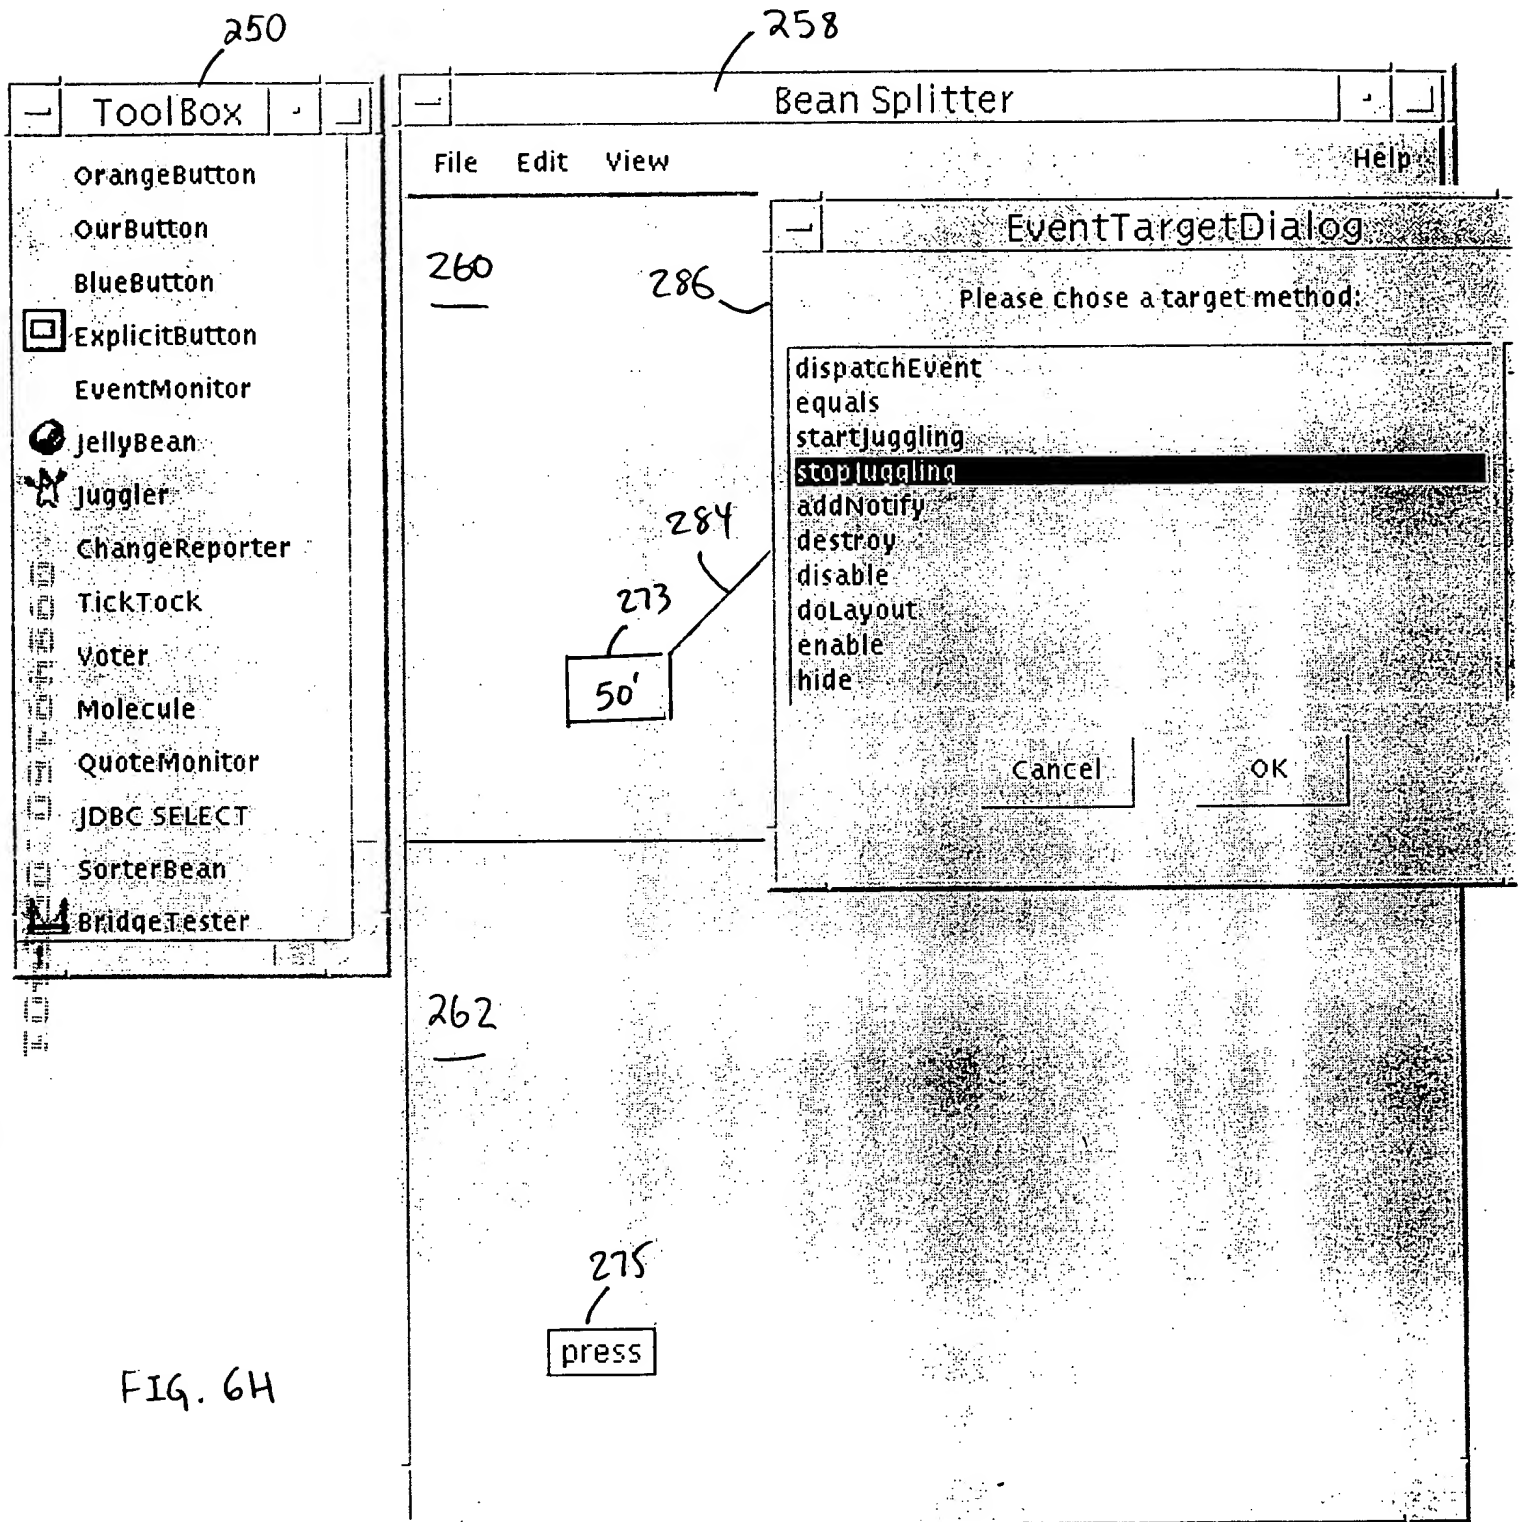 250
258
ToolBox
Bean Splitter
File Edit View Help
OrangeButton
OurButton
BlueButton
ExplicitButton
EventMonitor
JellyBean
Juggler
ChangeReporter
TickTock
Voter
Molecule
QuoteMonitor
JDBC SELECT
SorterBean
BridgeTester
260
286
EventTargetDialog
Please chose a target method:
dispatchEvent
equals
startJuggling
stopJuggling
addNotify
destroy
disable
doLayout
enable
hide
Cancel OK
284
273
50'
262
275
press
FIG. 6H